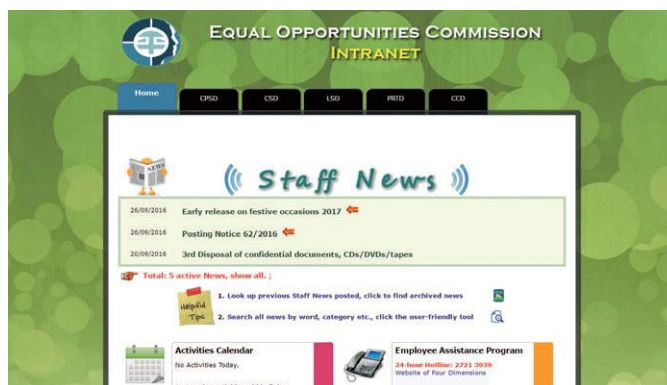 EQUAL OPPORTUNITIES COMMISSION
INTRANET
Home CPSD CSD LSD PRTD CCD
NEWS
Staff News
26/09/2016 Early release on festive occasions 2017
26/09/2016 Posting Notice 62/2016
20/09/2016 3rd Disposal of confidential documents, CDs/DVDs/tapes
Total: 5 active News, show all. ;
Helpful
Tips
1. Look up previous Staff News posted, click to find archived news
2. Search all news by word, category etc., click the user-friendly tool
Activities Calendar
No Activities Today.
Employee Assistance Program
24-hour Hotline: 2721 3939
Website of Four Dimensions